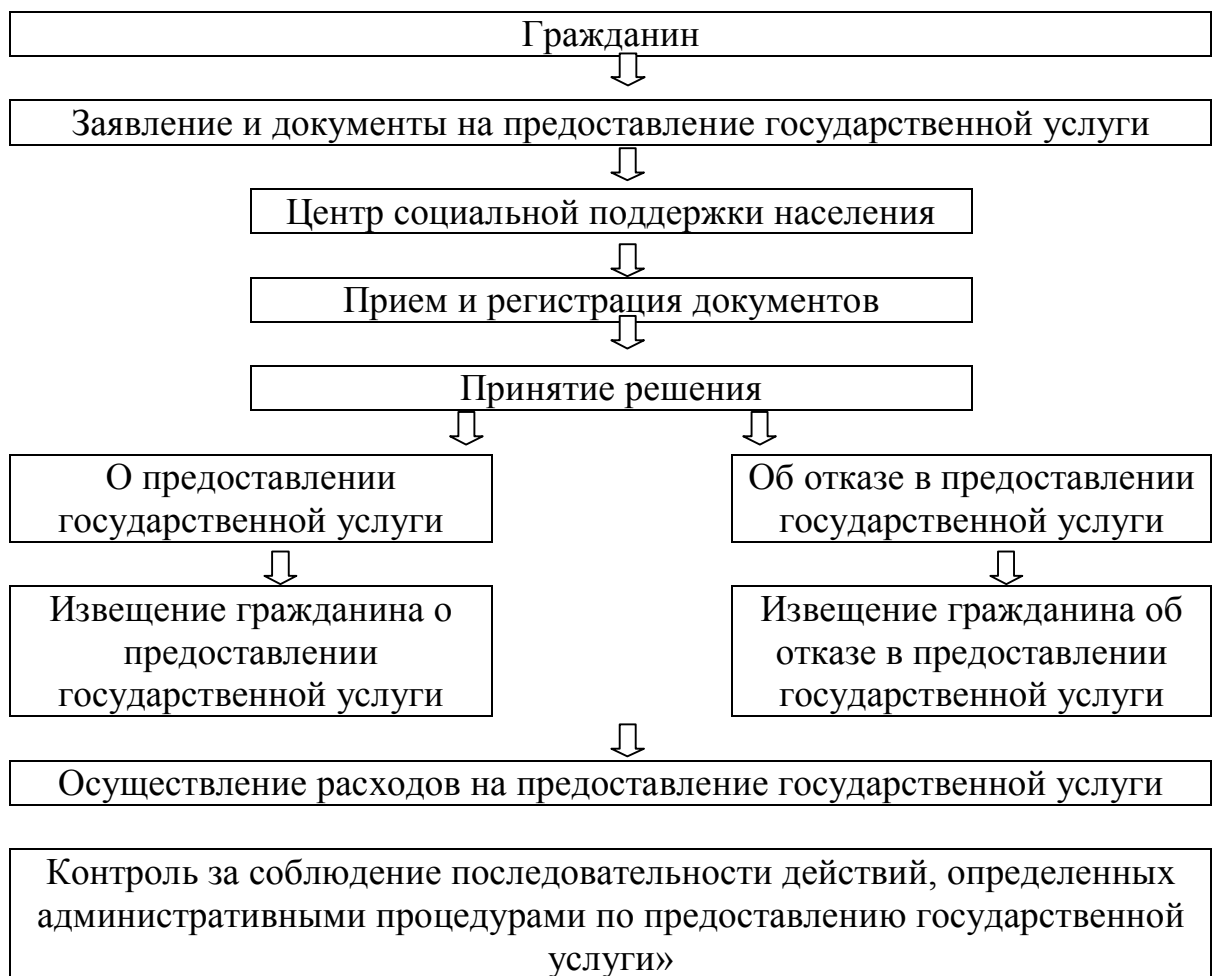 Гражданин
Заявление и документы на предоставление государственной услуги
Центр социальной поддержки населения
Прием и регистрация документов
Принятие решения
О предоставлении
государственной услуги
Об отказе в предоставлении
государственной услуги
Извещение гражданина о
предоставлении
государственной услуги
Извещение гражданина об
отказе в предоставлении
государственной услуги
Осуществление расходов на предоставление государственной услуги
Контроль за соблюдение последовательности действий, определенных
административными процедурами по предоставлению государственной
услуги»